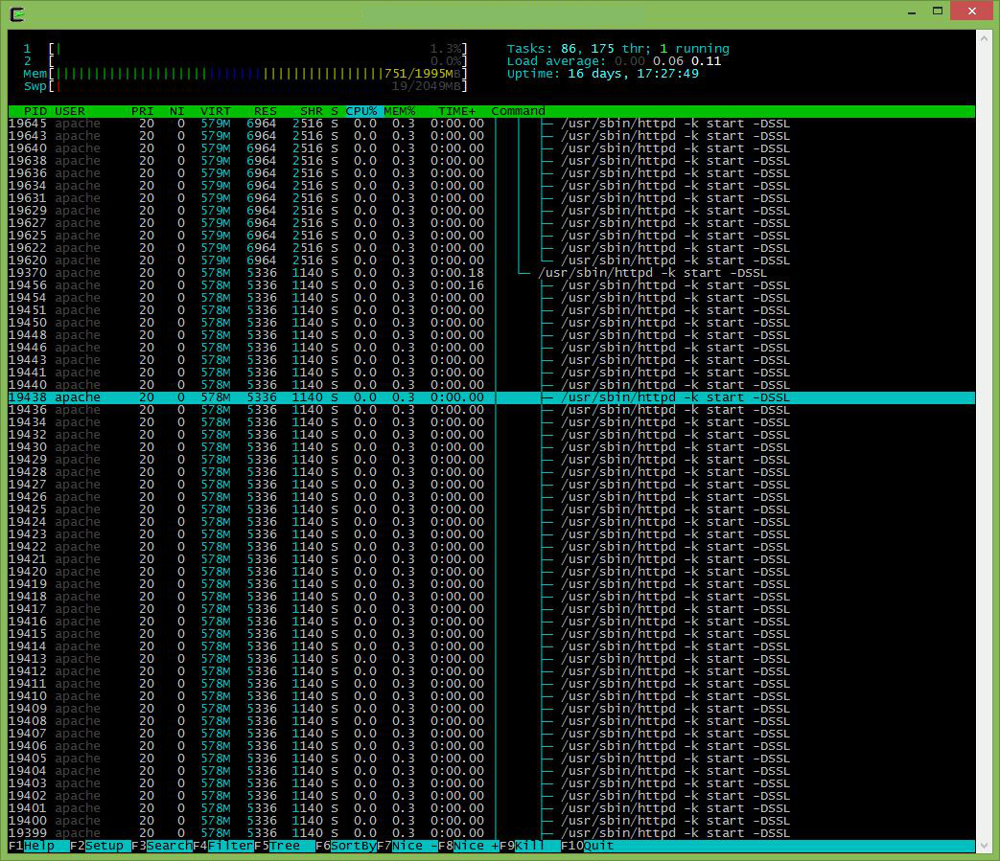 1 [| 1.3%] Tasks: 86, 175 thr; 1 running
2 [ 0.0%] Load average: 0.00 0.06 0.11
Mem[||||||||||||||||||||||||||||||||||||||||||||751/1995MB] Uptime: 16 days, 17:27:49
Swp[| 19/2049MB]
PID USER PRI NI VIRT RES SHR S CPU% MEM% TIME+ Command
19645 apache 20 0 579M 6964 2516 S 0.0 0.3 0:00.00 │ │ ├─ /usr/sbin/httpd -k start -DSSL
19643 apache 20 0 579M 6964 2516 S 0.0 0.3 0:00.00 │ │ ├─ /usr/sbin/httpd -k start -DSSL
19640 apache 20 0 579M 6964 2516 S 0.0 0.3 0:00.00 │ │ ├─ /usr/sbin/httpd -k start -DSSL
19638 apache 20 0 579M 6964 2516 S 0.0 0.3 0:00.00 │ │ ├─ /usr/sbin/httpd -k start -DSSL
19636 apache 20 0 579M 6964 2516 S 0.0 0.3 0:00.00 │ │ ├─ /usr/sbin/httpd -k start -DSSL
19634 apache 20 0 579M 6964 2516 S 0.0 0.3 0:00.00 │ │ ├─ /usr/sbin/httpd -k start -DSSL
19631 apache 20 0 579M 6964 2516 S 0.0 0.3 0:00.00 │ │ ├─ /usr/sbin/httpd -k start -DSSL
19629 apache 20 0 579M 6964 2516 S 0.0 0.3 0:00.00 │ │ ├─ /usr/sbin/httpd -k start -DSSL
19627 apache 20 0 579M 6964 2516 S 0.0 0.3 0:00.00 │ │ ├─ /usr/sbin/httpd -k start -DSSL
19625 apache 20 0 579M 6964 2516 S 0.0 0.3 0:00.00 │ │ ├─ /usr/sbin/httpd -k start -DSSL
19622 apache 20 0 579M 6964 2516 S 0.0 0.3 0:00.00 │ │ ├─ /usr/sbin/httpd -k start -DSSL
19620 apache 20 0 579M 6964 2516 S 0.0 0.3 0:00.00 │ │ └─ /usr/sbin/httpd -k start -DSSL
19370 apache 20 0 578M 5336 1140 S 0.0 0.3 0:00.18 │ └─ /usr/sbin/httpd -k start -DSSL
19456 apache 20 0 578M 5336 1140 S 0.0 0.3 0:00.16 │ ├─ /usr/sbin/httpd -k start -DSSL
19454 apache 20 0 578M 5336 1140 S 0.0 0.3 0:00.00 │ ├─ /usr/sbin/httpd -k start -DSSL
19451 apache 20 0 578M 5336 1140 S 0.0 0.3 0:00.00 │ ├─ /usr/sbin/httpd -k start -DSSL
19450 apache 20 0 578M 5336 1140 S 0.0 0.3 0:00.00 │ ├─ /usr/sbin/httpd -k start -DSSL
19448 apache 20 0 578M 5336 1140 S 0.0 0.3 0:00.00 │ ├─ /usr/sbin/httpd -k start -DSSL
19446 apache 20 0 578M 5336 1140 S 0.0 0.3 0:00.00 │ ├─ /usr/sbin/httpd -k start -DSSL
19443 apache 20 0 578M 5336 1140 S 0.0 0.3 0:00.00 │ ├─ /usr/sbin/httpd -k start -DSSL
19441 apache 20 0 578M 5336 1140 S 0.0 0.3 0:00.00 │ ├─ /usr/sbin/httpd -k start -DSSL
19440 apache 20 0 578M 5336 1140 S 0.0 0.3 0:00.00 │ ├─ /usr/sbin/httpd -k start -DSSL
19438 apache 20 0 578M 5336 1140 S 0.0 0.3 0:00.00 │ ├─ /usr/sbin/httpd -k start -DSSL
19436 apache 20 0 578M 5336 1140 S 0.0 0.3 0:00.00 │ ├─ /usr/sbin/httpd -k start -DSSL
19434 apache 20 0 578M 5336 1140 S 0.0 0.3 0:00.00 │ ├─ /usr/sbin/httpd -k start -DSSL
19432 apache 20 0 578M 5336 1140 S 0.0 0.3 0:00.00 │ ├─ /usr/sbin/httpd -k start -DSSL
19430 apache 20 0 578M 5336 1140 S 0.0 0.3 0:00.00 │ ├─ /usr/sbin/httpd -k start -DSSL
19429 apache 20 0 578M 5336 1140 S 0.0 0.3 0:00.00 │ ├─ /usr/sbin/httpd -k start -DSSL
19428 apache 20 0 578M 5336 1140 S 0.0 0.3 0:00.00 │ ├─ /usr/sbin/httpd -k start -DSSL
19427 apache 20 0 578M 5336 1140 S 0.0 0.3 0:00.00 │ ├─ /usr/sbin/httpd -k start -DSSL
19426 apache 20 0 578M 5336 1140 S 0.0 0.3 0:00.00 │ ├─ /usr/sbin/httpd -k start -DSSL
19425 apache 20 0 578M 5336 1140 S 0.0 0.3 0:00.00 │ ├─ /usr/sbin/httpd -k start -DSSL
19424 apache 20 0 578M 5336 1140 S 0.0 0.3 0:00.00 │ ├─ /usr/sbin/httpd -k start -DSSL
19423 apache 20 0 578M 5336 1140 S 0.0 0.3 0:00.00 │ ├─ /usr/sbin/httpd -k start -DSSL
19422 apache 20 0 578M 5336 1140 S 0.0 0.3 0:00.00 │ ├─ /usr/sbin/httpd -k start -DSSL
19421 apache 20 0 578M 5336 1140 S 0.0 0.3 0:00.00 │ ├─ /usr/sbin/httpd -k start -DSSL
19420 apache 20 0 578M 5336 1140 S 0.0 0.3 0:00.00 │ ├─ /usr/sbin/httpd -k start -DSSL
19419 apache 20 0 578M 5336 1140 S 0.0 0.3 0:00.00 │ ├─ /usr/sbin/httpd -k start -DSSL
19418 apache 20 0 578M 5336 1140 S 0.0 0.3 0:00.00 │ ├─ /usr/sbin/httpd -k start -DSSL
19417 apache 20 0 578M 5336 1140 S 0.0 0.3 0:00.00 │ ├─ /usr/sbin/httpd -k start -DSSL
19416 apache 20 0 578M 5336 1140 S 0.0 0.3 0:00.00 │ ├─ /usr/sbin/httpd -k start -DSSL
19415 apache 20 0 578M 5336 1140 S 0.0 0.3 0:00.00 │ ├─ /usr/sbin/httpd -k start -DSSL
19414 apache 20 0 578M 5336 1140 S 0.0 0.3 0:00.00 │ ├─ /usr/sbin/httpd -k start -DSSL
19413 apache 20 0 578M 5336 1140 S 0.0 0.3 0:00.00 │ ├─ /usr/sbin/httpd -k start -DSSL
19412 apache 20 0 578M 5336 1140 S 0.0 0.3 0:00.00 │ ├─ /usr/sbin/httpd -k start -DSSL
19411 apache 20 0 578M 5336 1140 S 0.0 0.3 0:00.00 │ ├─ /usr/sbin/httpd -k start -DSSL
19410 apache 20 0 578M 5336 1140 S 0.0 0.3 0:00.00 │ ├─ /usr/sbin/httpd -k start -DSSL
19409 apache 20 0 578M 5336 1140 S 0.0 0.3 0:00.00 │ ├─ /usr/sbin/httpd -k start -DSSL
19408 apache 20 0 578M 5336 1140 S 0.0 0.3 0:00.00 │ ├─ /usr/sbin/httpd -k start -DSSL
19407 apache 20 0 578M 5336 1140 S 0.0 0.3 0:00.00 │ ├─ /usr/sbin/httpd -k start -DSSL
19406 apache 20 0 578M 5336 1140 S 0.0 0.3 0:00.00 │ ├─ /usr/sbin/httpd -k start -DSSL
19405 apache 20 0 578M 5336 1140 S 0.0 0.3 0:00.00 │ ├─ /usr/sbin/httpd -k start -DSSL
19404 apache 20 0 578M 5336 1140 S 0.0 0.3 0:00.00 │ ├─ /usr/sbin/httpd -k start -DSSL
19403 apache 20 0 578M 5336 1140 S 0.0 0.3 0:00.00 │ ├─ /usr/sbin/httpd -k start -DSSL
19402 apache 20 0 578M 5336 1140 S 0.0 0.3 0:00.00 │ ├─ /usr/sbin/httpd -k start -DSSL
19401 apache 20 0 578M 5336 1140 S 0.0 0.3 0:00.00 │ ├─ /usr/sbin/httpd -k start -DSSL
19400 apache 20 0 578M 5336 1140 S 0.0 0.3 0:00.00 │ ├─ /usr/sbin/httpd -k start -DSSL
19399 apache 20 0 578M 5336 1140 S 0.0 0.3 0:00.00 │ ├─ /usr/sbin/httpd -k start -DSSL
F1Help F2Setup F3SearchF4FilterF5Tree F6SortByF7Nice -F8Nice +F9Kill F10Quit